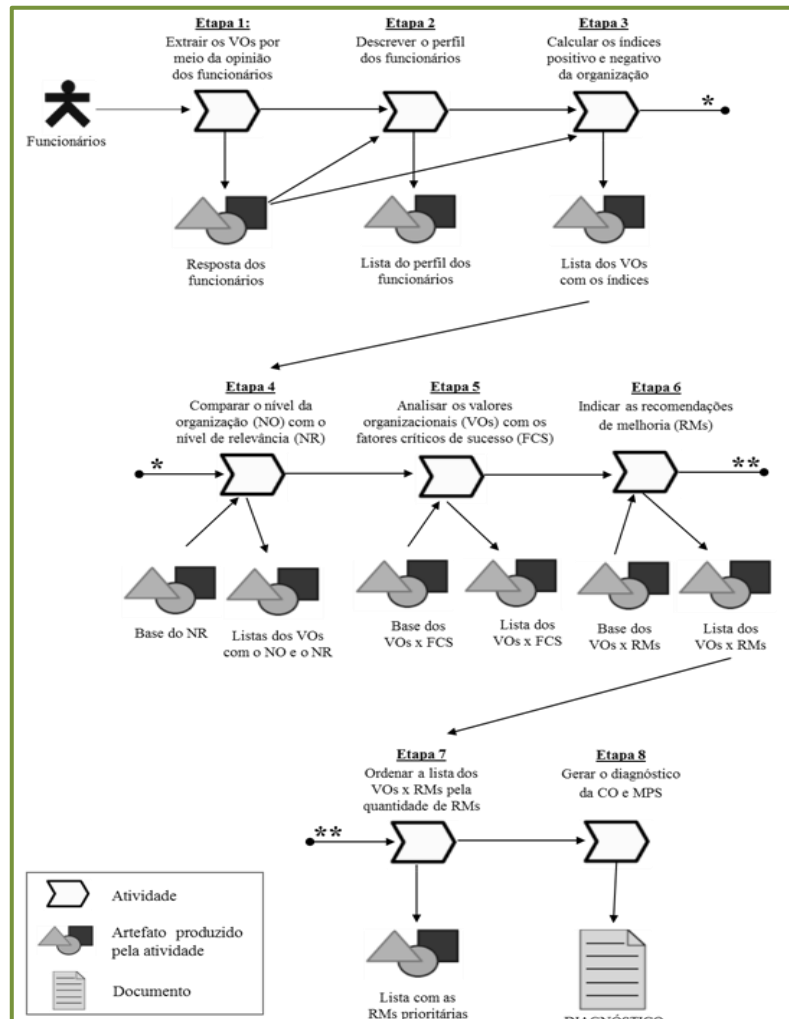 Etapa 1:
Extrair os VOs por
meio da opinião
dos funcionários
Etapa 2
Descrever o perfil
dos funcionários
Etapa 3
Calcular os índices
positivo e negativo
da organização
*
Funcionários
Resposta dos
funcionários
Lista do perfil dos
funcionários
Lista dos VOs
com os índices
Etapa 4
Comparar o nível da
organização (NO) com o
nível de relevância (NR)
Etapa 5
Analisar os valores
organizacionais (VOs) com os
fatores críticos de sucesso (FCS)
Etapa 6
Indicar as recomendações
de melhoria (RMs)
*
**
Base do NR
Listas dos VOs
com o NO e o NR
Base dos
VOs x FCS
Lista dos
VOs x FCS
Base dos
VOs x RMs
Lista dos
VOs x RMs
Etapa 7
Ordenar a lista dos
VOs x RMs pela
quantidade de RMs
Etapa 8
Gerar o diagnóstico
da CO e MPS
**
Lista com as
RMs prioritárias
DIAGNÓSTICO
Atividade
Artefato produzido
pela atividade
Documento